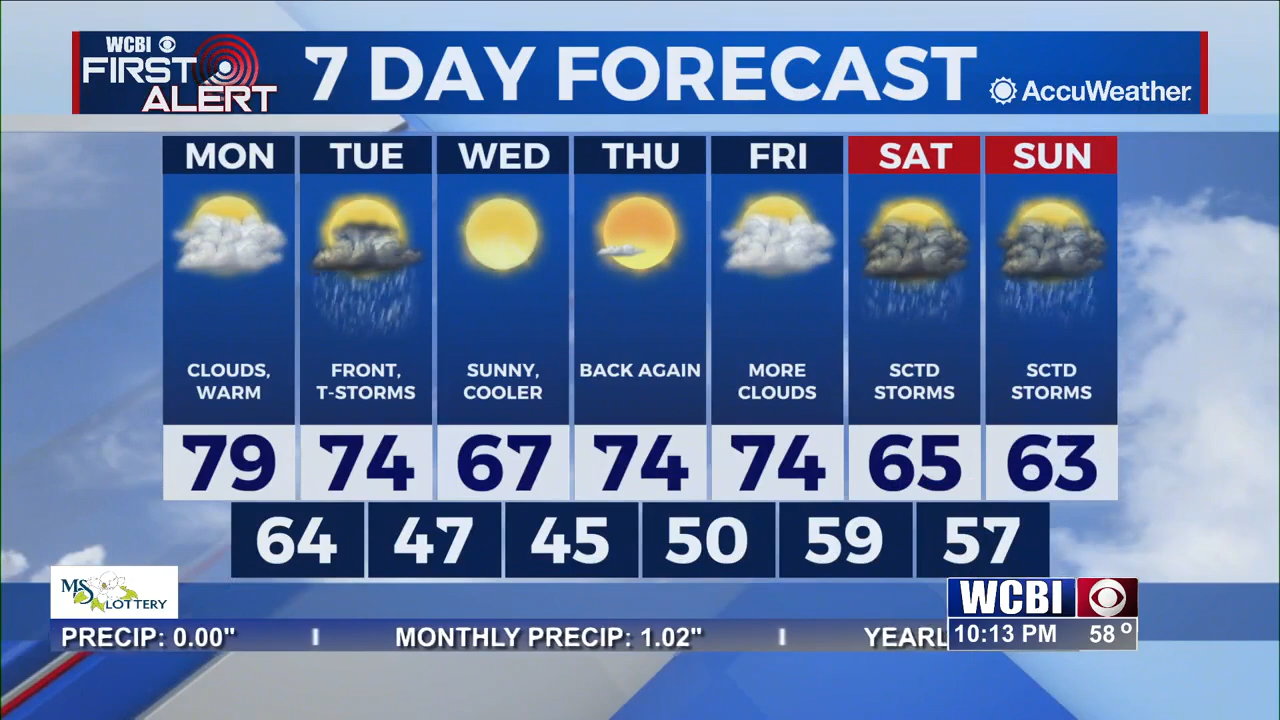 WCBI
FIRST
ALERT
7 DAY FORECAST
AccuWeather.
MON TUE WED THU FRI SAT SUN
CLOUDS, WARM
FRONT, T-STORMS
SUNNY, COOLER
BACK AGAIN
MORE CLOUDS
SCTD STORMS
SCTD STORMS
79 74 67 74 74 65 63
64 47 45 50 59 57
MS LOTTERY
WCBI
PRECIP: 0.00" | MONTHLY PRECIP: 1.02" | YEARL
10:13 PM 58°